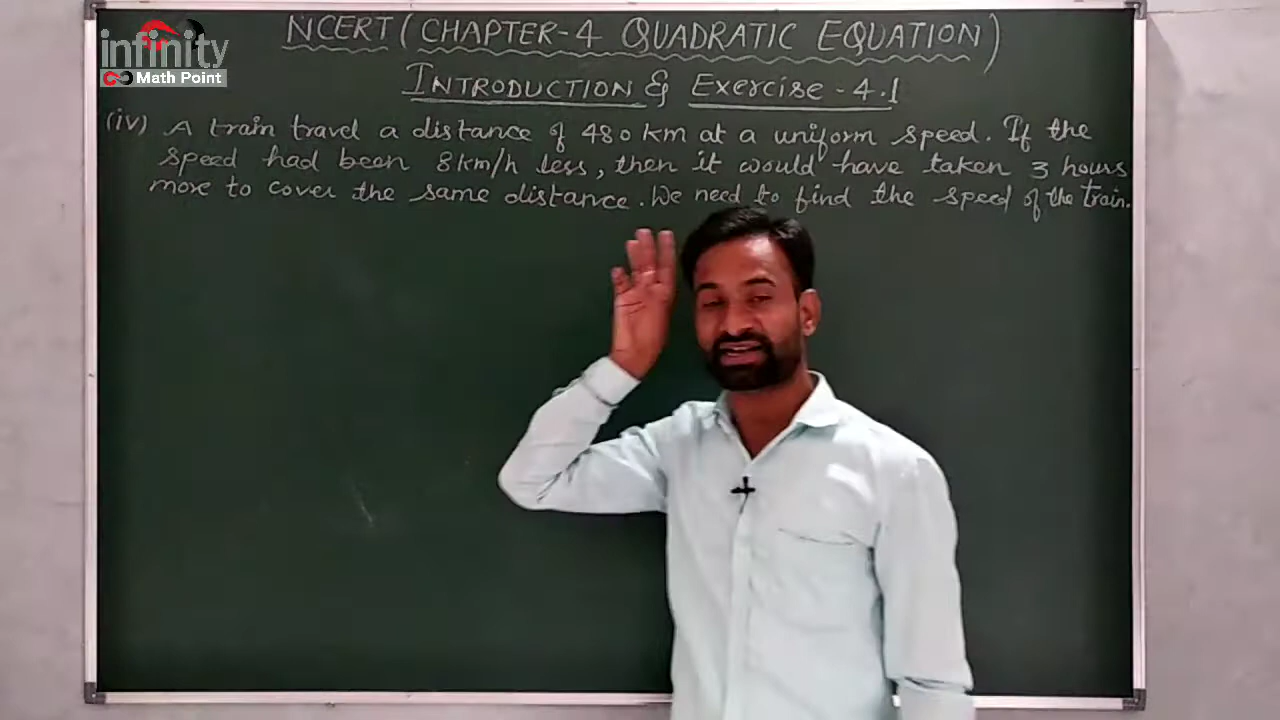 infinity
Math Point
NCERT (CHAPTER-4 QUADRATIC EQUATION)
INTRODUCTION & Exercise - 4.1
(iv) A train travel a distance of 480 km at a uniform speed. If the
speed had been 8km/h less, then it would have taken 3 hours
more to cover the same distance. We need to find the speed of the train.